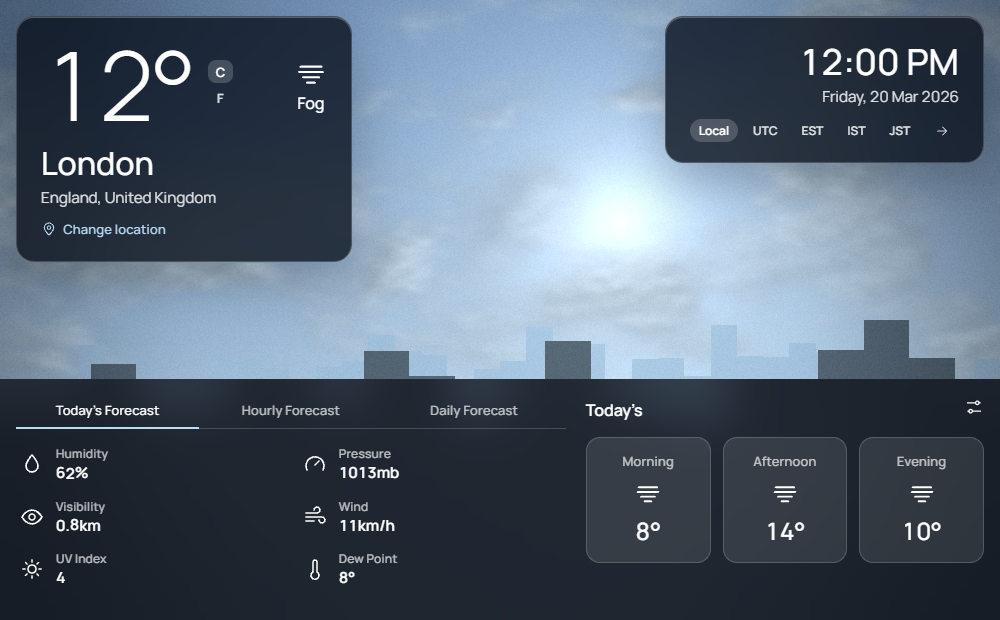 12°
C
F
Fog
London
England, United Kingdom
Change location
12:00 PM
Friday, 20 Mar 2026
Local UTC EST IST JST
Today's Forecast Hourly Forecast Daily Forecast
Humidity
62%
Pressure
1013mb
Visibility
0.8km
Wind
11km/h
UV Index
4
Dew Point
8°
Today's
Morning
8°
Afternoon
14°
Evening
10°